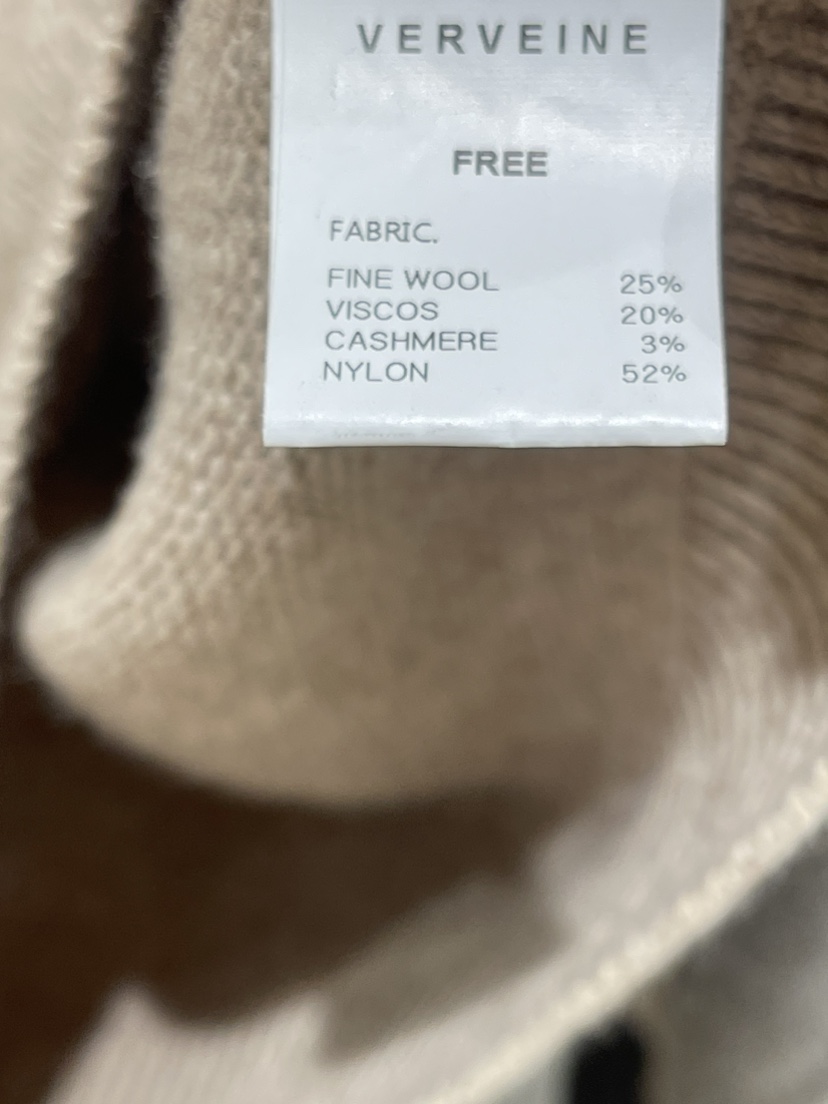 VERVEINE
FREE
FABRIC.
FINE WOOL 25%
VISCOS 20%
CASHMERE 3%
NYLON 52%